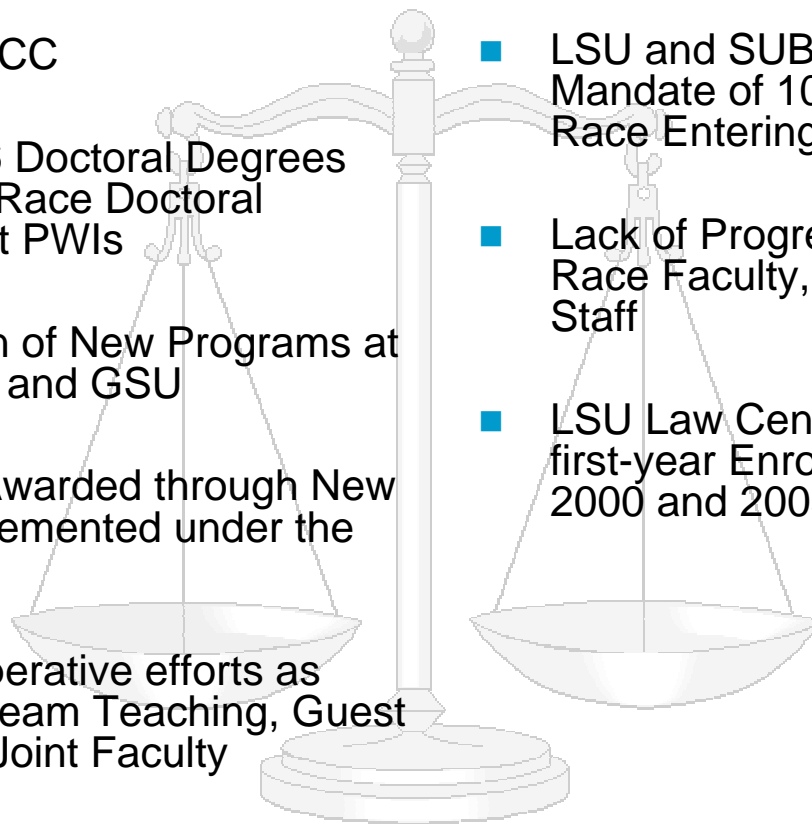 CC
Doctoral Degrees
Race Doctoral
t PWIs
of New Programs at
and GSU
warded through New
emented under the
perative efforts as
eam Teaching, Guest
Joint Faculty
LSU and SUB
Mandate of 10
Race Entering
Lack of Progre
Race Faculty,
Staff
LSU Law Cen
first-year Enro
2000 and 200